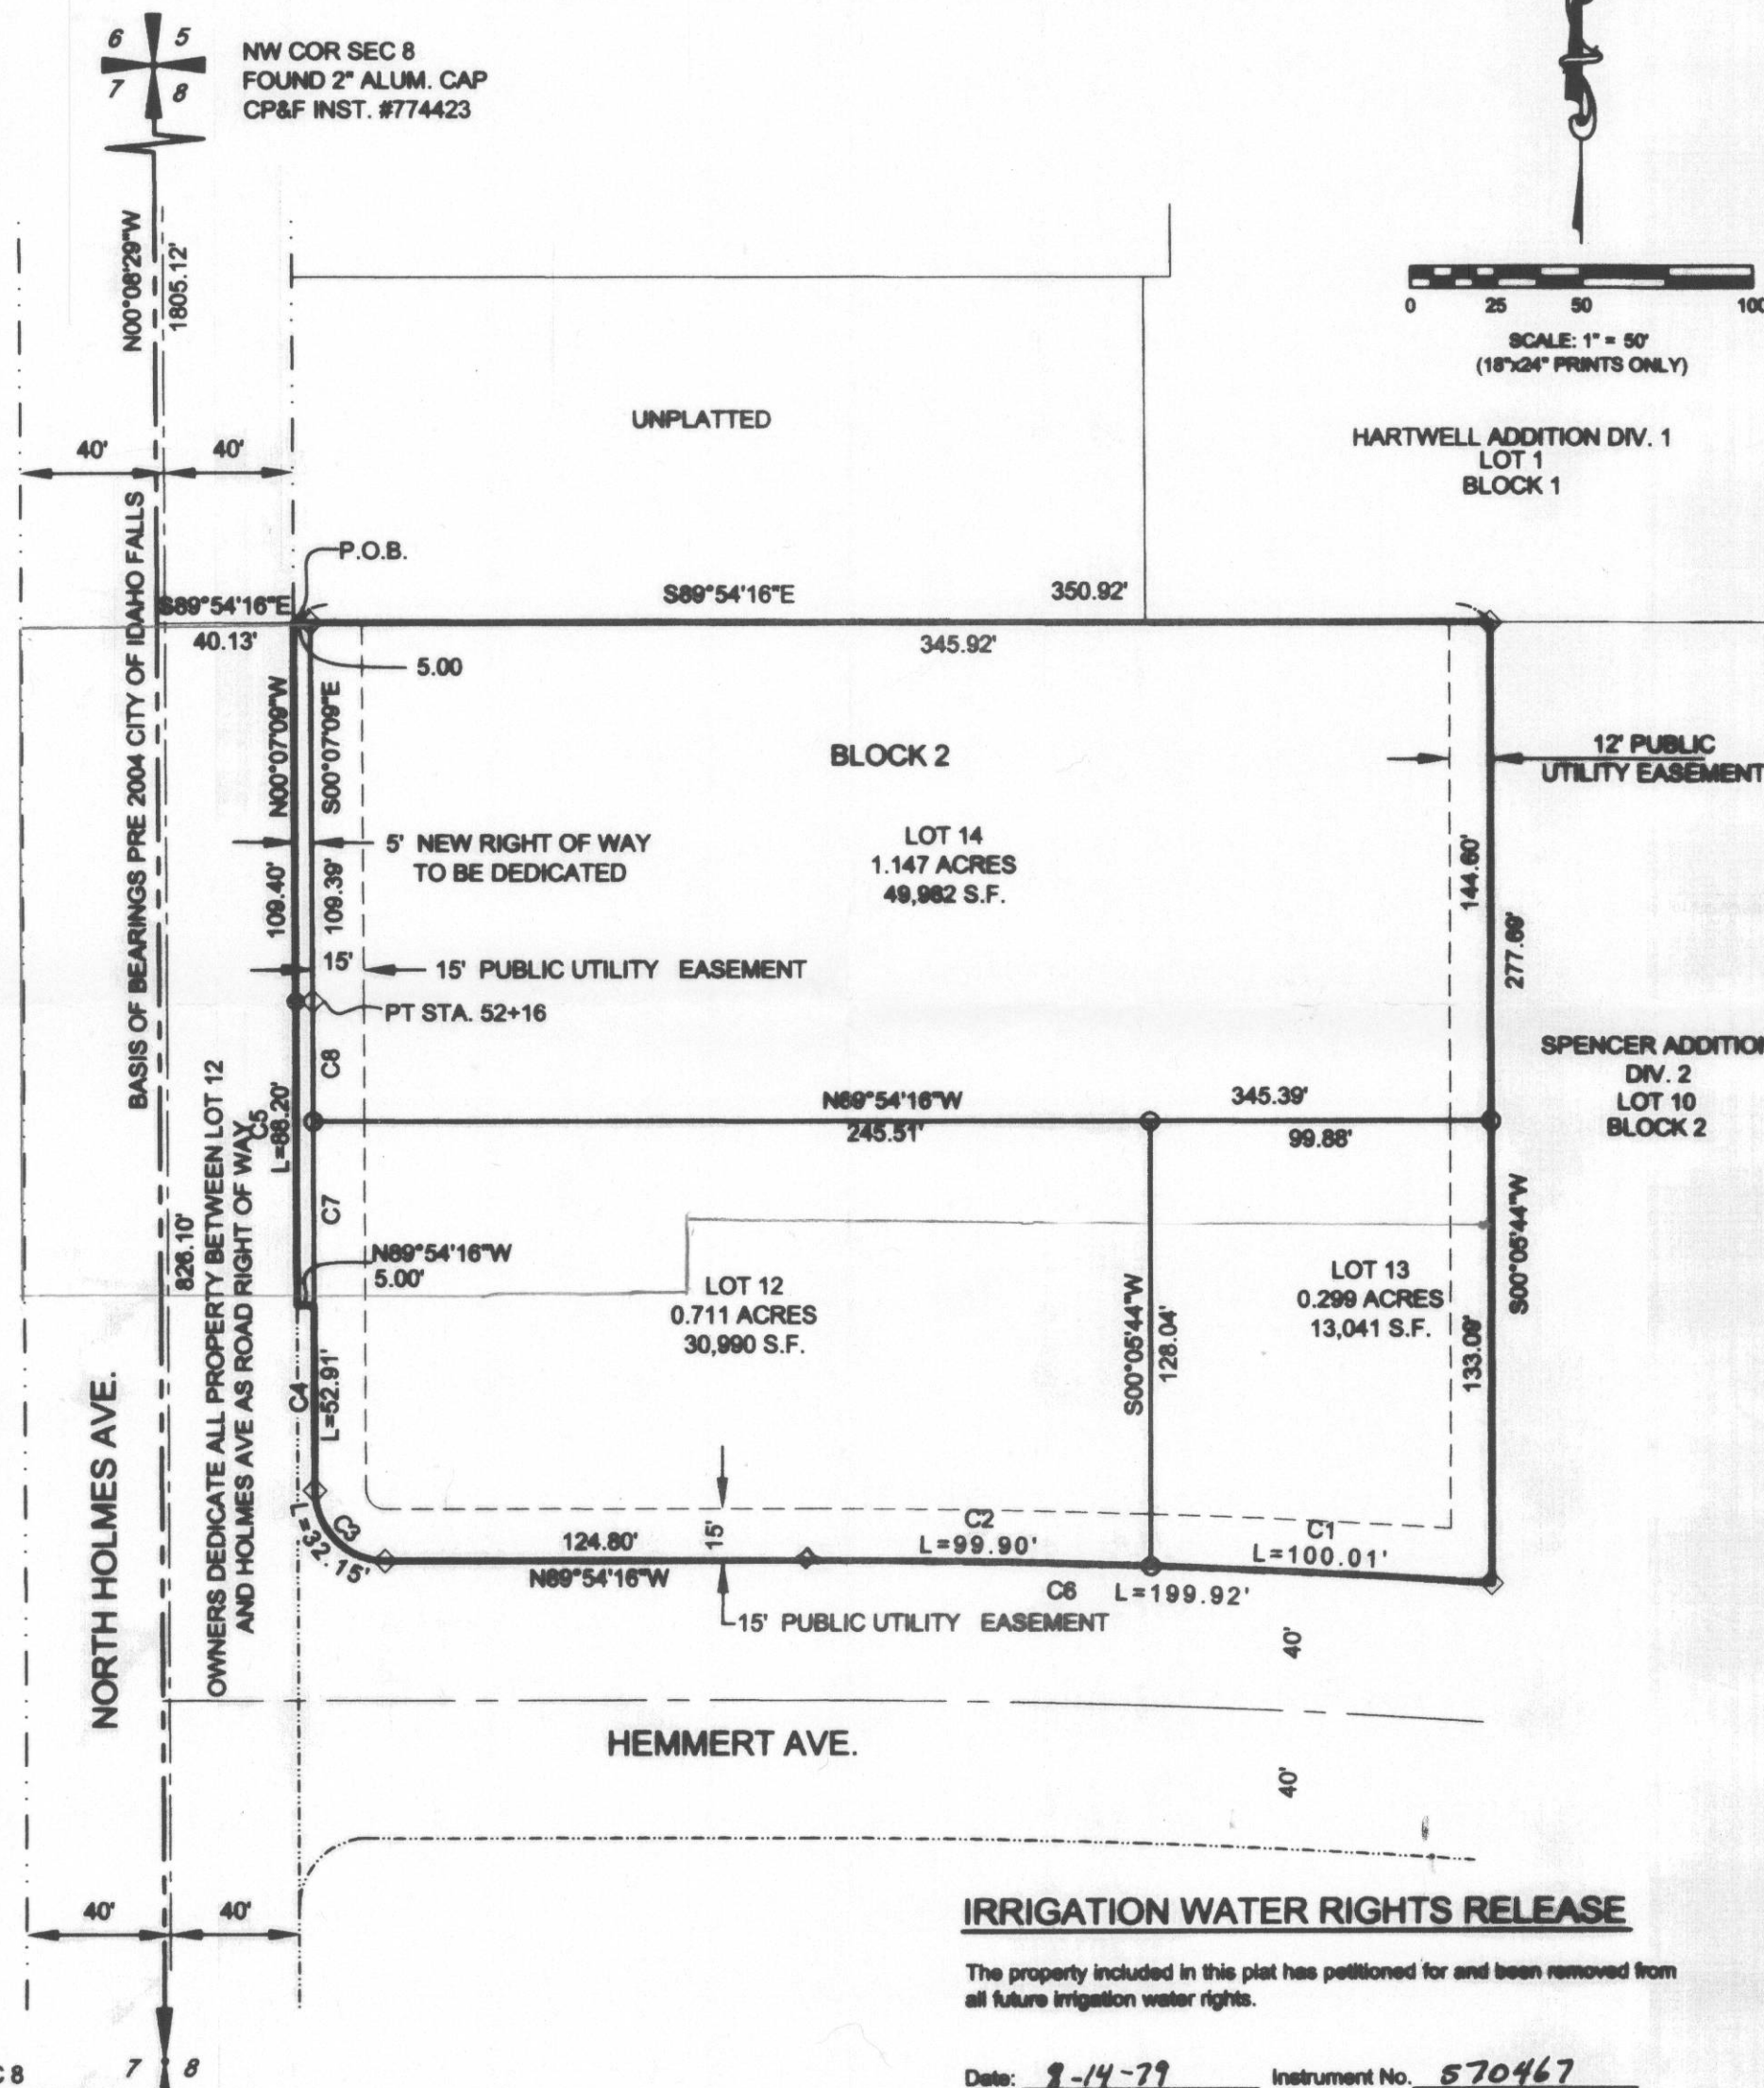 6 5
7 8
NW COR SEC 8
FOUND 2" ALUM. CAP
CP&F INST. #774423
N00°08'29"W
1805.12'
0 25 50 100
SCALE: 1" = 50'
(18"x24" PRINTS ONLY)
UNPLATTED
HARTWELL ADDITION DIV. 1
LOT 1
BLOCK 1
40' 40'
P.O.B.
S89°54'16"E
40.13'
S89°54'16"E
350.92'
345.92'
5.00
BASIS OF BEARINGS PRE 2004 CITY OF IDAHO FALLS
N00°07'09"W
S00°07'09"E
109.40'
109.39'
BLOCK 2
12' PUBLIC
UTILITY EASEMENT
5' NEW RIGHT OF WAY
TO BE DEDICATED
LOT 14
1.147 ACRES
49,982 S.F.
144.60'
277.69'
15'
15' PUBLIC UTILITY EASEMENT
PT STA. 52+16
C8
C5
L=88.20'
SPENCER ADDITION
DIV. 2
LOT 10
BLOCK 2
N89°54'16"W
345.39'
245.51'
99.88'
C7
N89°54'16"W
5.00'
826.10'
OWNERS DEDICATE ALL PROPERTY BETWEEN LOT 12
AND HOLMES AVE AS ROAD RIGHT OF WAY
LOT 12
0.711 ACRES
30,990 S.F.
S00°05'44"W
128.04'
LOT 13
0.299 ACRES
13,041 S.F.
133.09'
S00°05'44"W
NORTH HOLMES AVE.
C4
L=52.91'
C3
L=32.15'
124.80'
N89°54'16"W
15'
C2
L=99.90'
C1
L=100.01'
C6 L=199.92'
15' PUBLIC UTILITY EASEMENT
40'
HEMMERT AVE.
40'
40' 40'
IRRIGATION WATER RIGHTS RELEASE
The property included in this plat has petitioned for and been removed from
all future irrigation water rights.
7 8
C 8
Date: 8-14-79 Instrument No. 570467